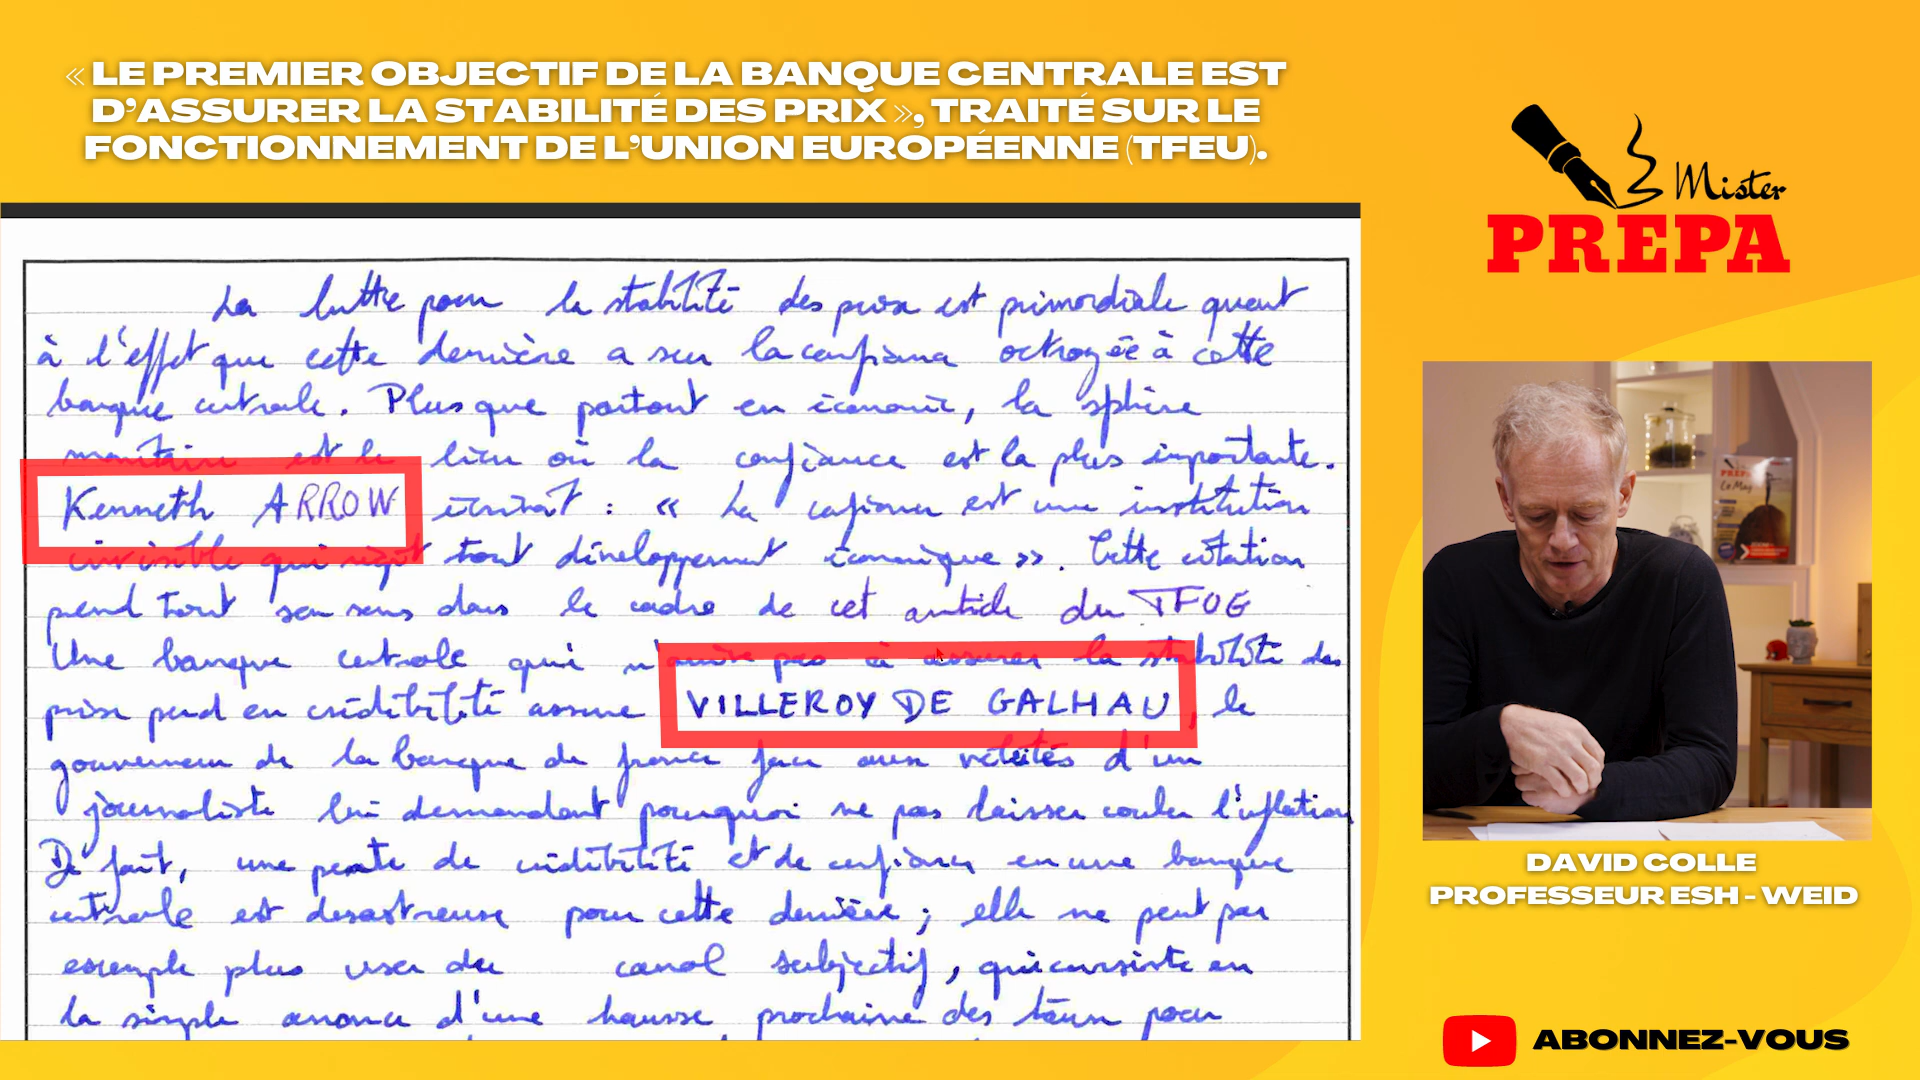 « LE PREMIER OBJECTIF DE LA BANQUE CENTRALE EST
D’ASSURER LA STABILITÉ DES PRIX », TRAITÉ SUR LE
FONCTIONNEMENT DE L’UNION EUROPÉENNE (TFEU).
La lutte pour la stabilité des prix est primordiale quant
à l'effet que cette dernière a sur la confiance octroyée à cette
banque centrale. Plus que partout en économie, la sphère
monétaire est le lieu où la confiance est la plus importante.
Kenneth ARROW écrivait : « La confiance est une institution
invisible qui régit tout développement économique ». Cette citation
prend tout son sens dans le cadre de cet article du
Une banque centrale qui n'arrive pas à assurer la stabilité des
prix perd en crédibilité assure VILLEROY DE GALHAU, le
gouverneur de la banque de france face aux velléités d'un
journaliste lui demandant pourquoi ne pas laisser couler l'inflation
De fait, une perte de crédibilité et de confiance en une banque
centrale est desastreuse pour cette dernière ; elle ne peut par
exemple plus user du canal subjectif, qui consiste en
la simple annonce d'une hausse prochaine des taux pour
Mister
PREPA
DAVID COLLE
PROFESSEUR ESH - WEID
ABONNEZ-VOUS